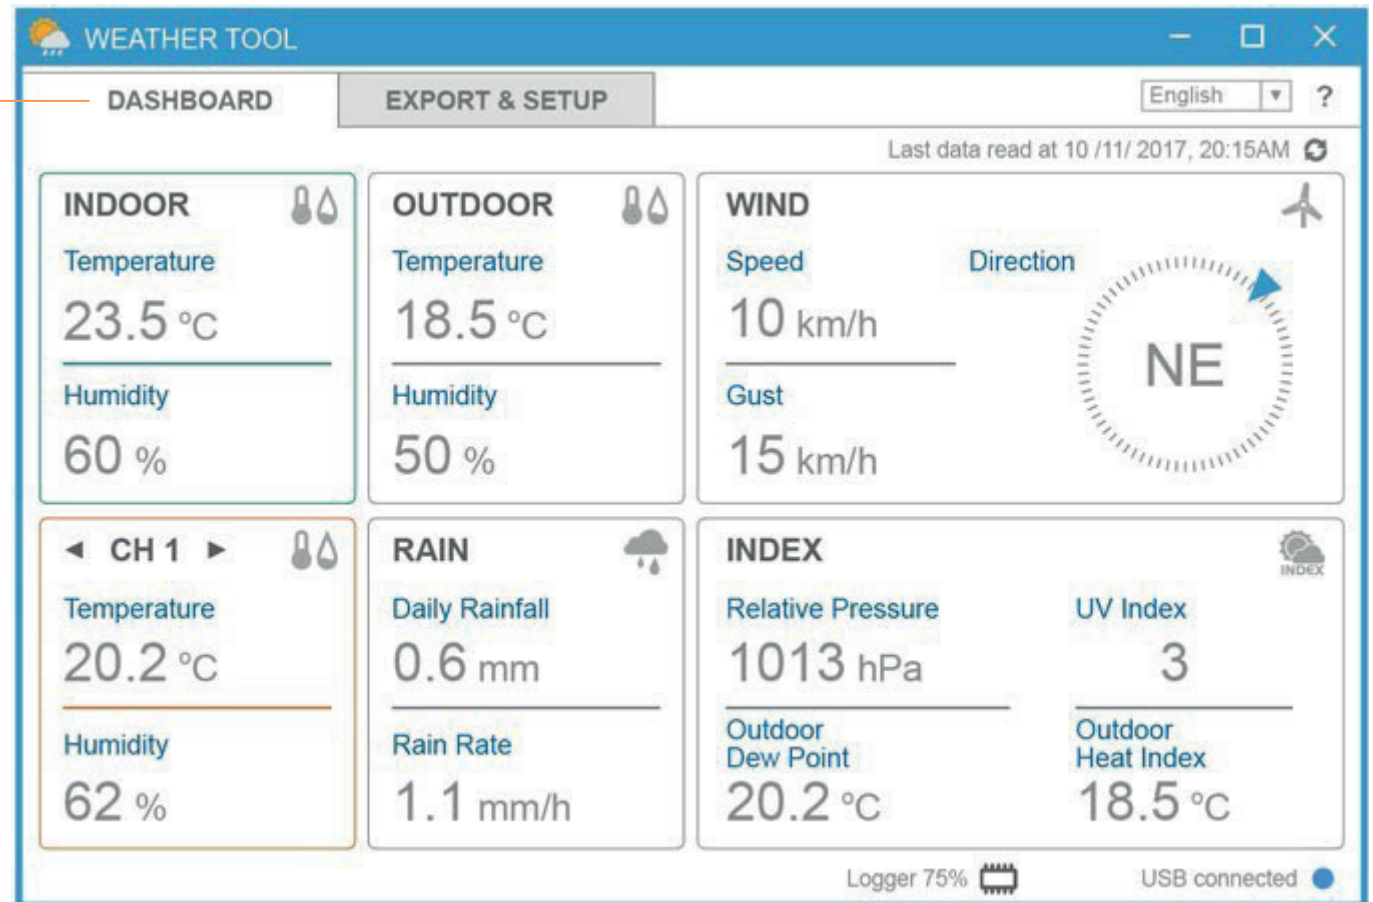 WEATHER TOOL
DASHBOARD
EXPORT & SETUP
English
?
Last data read at 10 /11/ 2017, 20:15AM
INDOOR
Temperature
23.5 °C
Humidity
60 %
OUTDOOR
Temperature
18.5 °C
Humidity
50 %
WIND
Speed
10 km/h
Gust
15 km/h
Direction
NE
CH 1
Temperature
20.2 °C
Humidity
62 %
RAIN
Daily Rainfall
0.6 mm
Rain Rate
1.1 mm/h
INDEX
INDEX
Relative Pressure
1013 hPa
UV Index
3
Outdoor
Dew Point
20.2 °C
Outdoor
Heat Index
18.5 °C
Logger 75%
USB connected